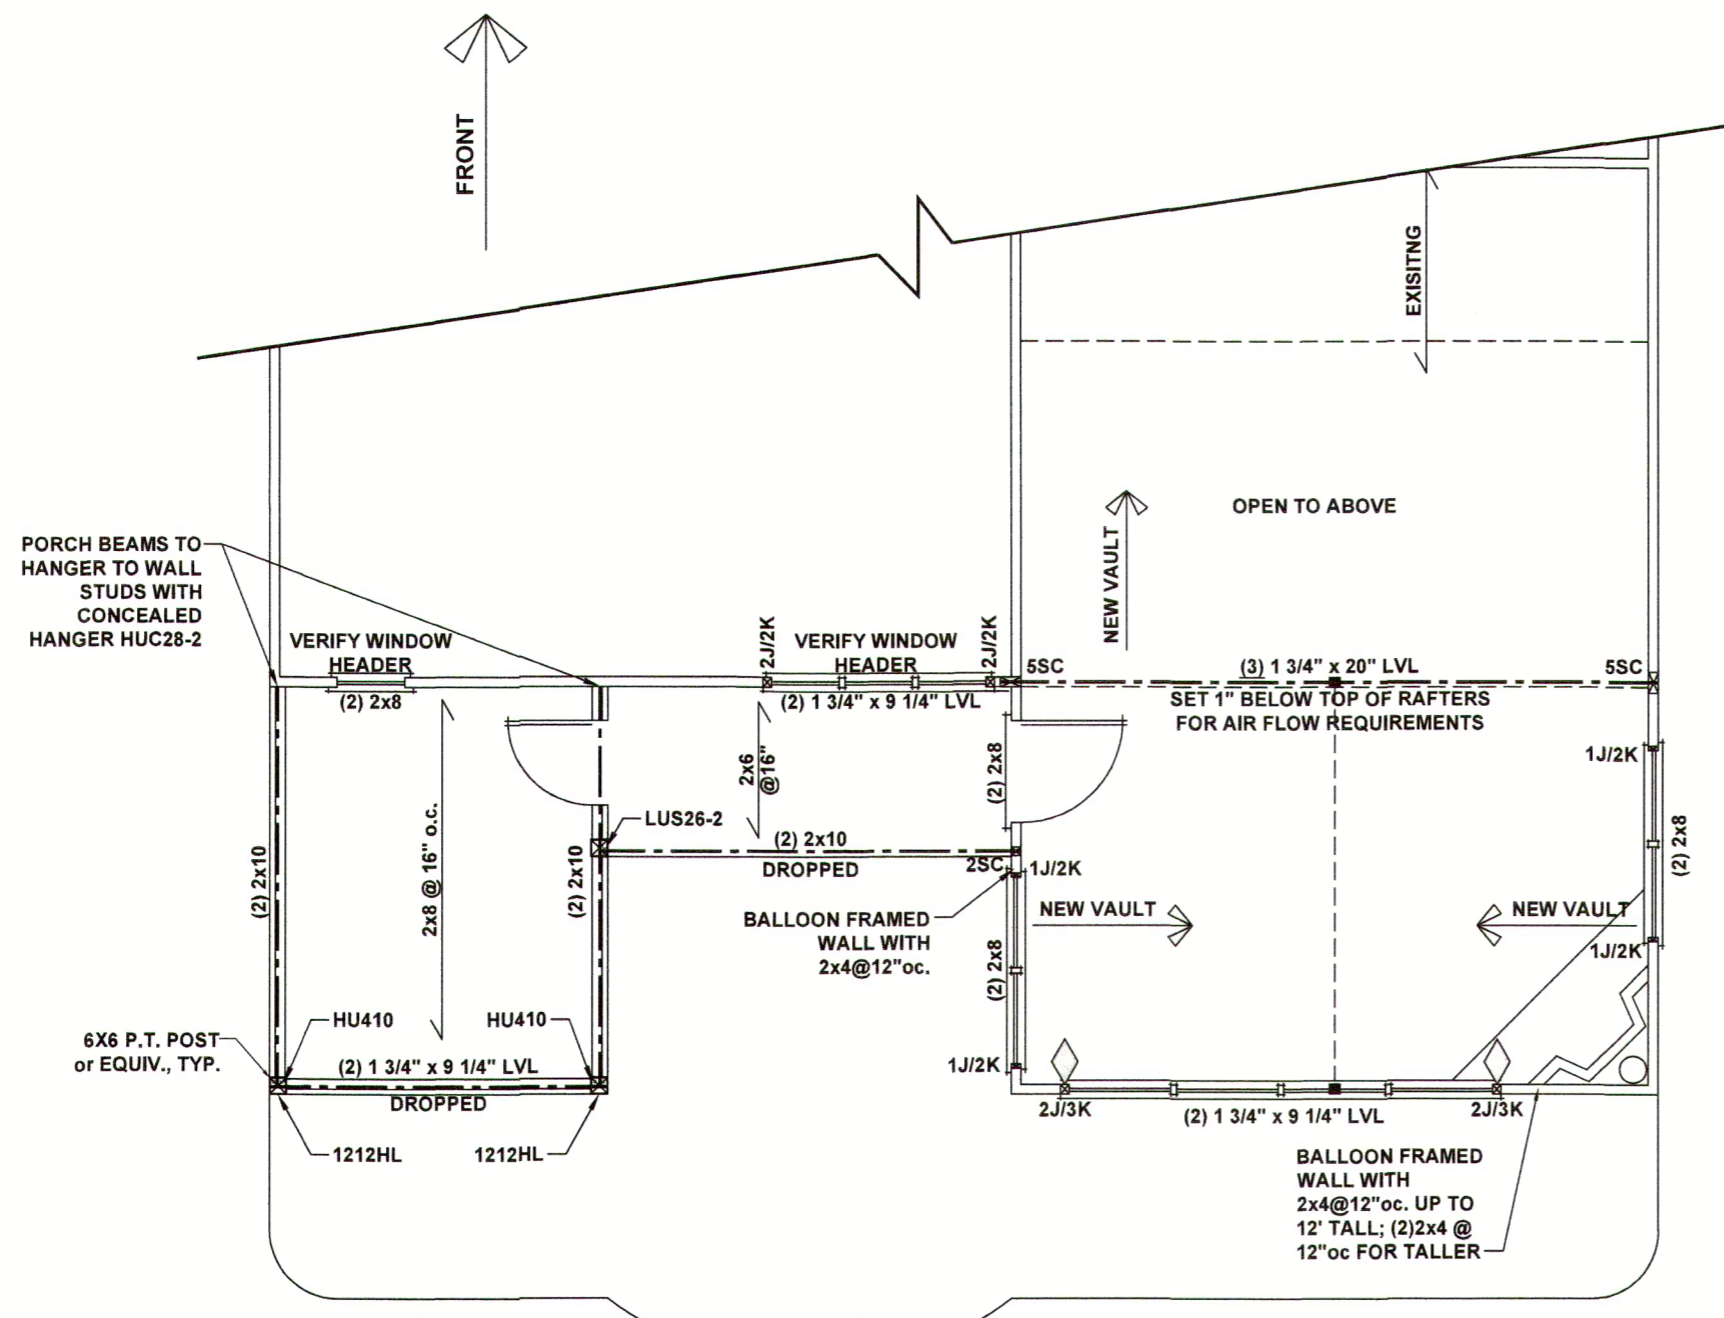 FRONT
EXISITNG
OPEN TO ABOVE
NEW VAULT
PORCH BEAMS TO
HANGER TO WALL
STUDS WITH
CONCEALED
HANGER HUC28-2
VERIFY WINDOW
HEADER
(2) 2x8
2J/2K
VERIFY WINDOW
HEADER
2J/2K
(2) 1 3/4" x 9 1/4" LVL
5SC
(3) 1 3/4" x 20" LVL
5SC
SET 1" BELOW TOP OF RAFTERS
FOR AIR FLOW REQUIREMENTS
2x6
@16"
(2) 2x8
1J/2K
(2) 2x8
1J/2K
LUS26-2
(2) 2x10
DROPPED
2SC
1J/2K
(2) 2x10
2x8 @ 16" o.c.
(2) 2x10
BALLOON FRAMED
WALL WITH
2x4@12"oc.
(2) 2x8
1J/2K
NEW VAULT
NEW VAULT
6X6 P.T. POST
or EQUIV., TYP.
HU410
HU410
(2) 1 3/4" x 9 1/4" LVL
DROPPED
1212HL
1212HL
2J/3K
(2) 1 3/4" x 9 1/4" LVL
2J/3K
BALLOON FRAMED
WALL WITH
2x4@12"oc. UP TO
12' TALL; (2)2x4 @
12"oc FOR TALLER